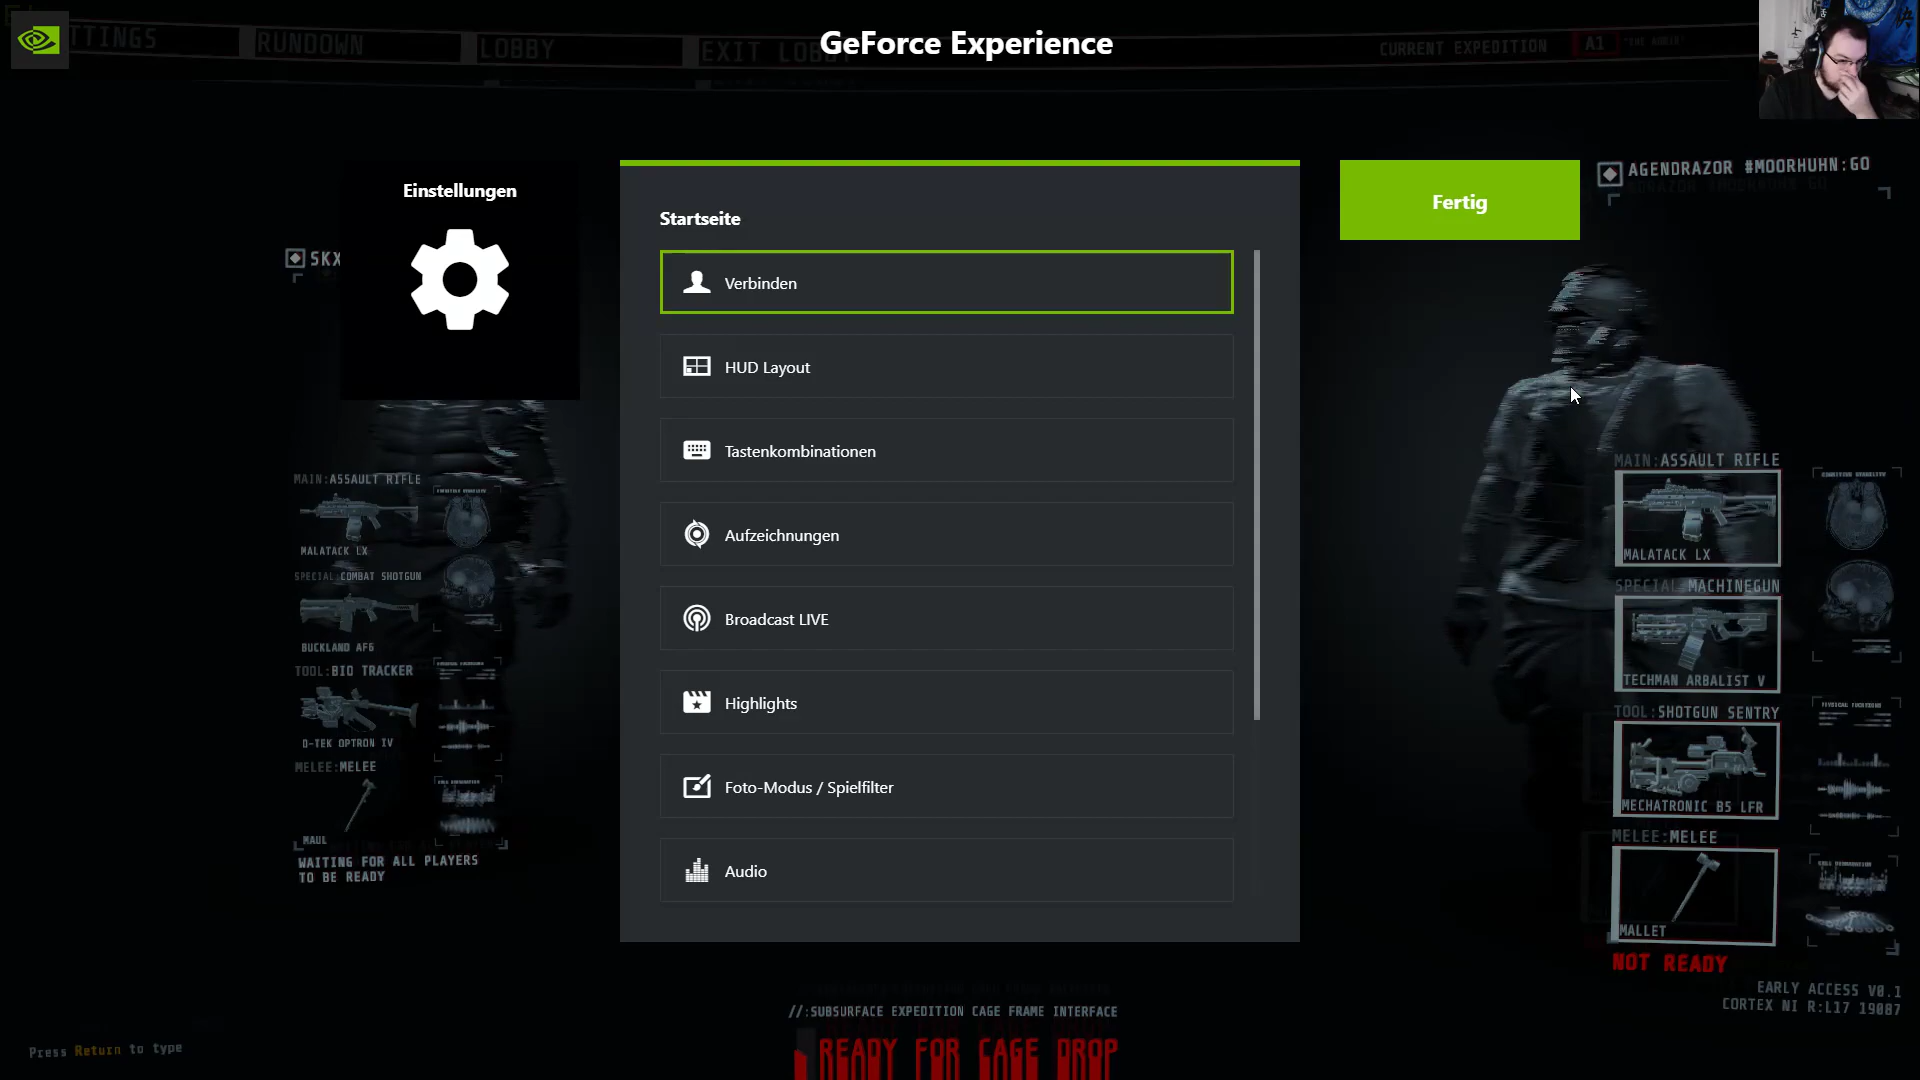 TTINGS
RUNDOWN
LOBBY
EXIT LOBBY
GeForce Experience
CURRENT EXPEDITION
A1
Einstellungen
Startseite
Verbinden
HUD Layout
Tastenkombinationen
Aufzeichnungen
Broadcast LIVE
Highlights
Foto-Modus / Spielfilter
Audio
Fertig
AGENDRAZOR #MOORHUHN:GO
SKX
MAIN:ASSAULT RIFLE
MALATACK LX
SPECIAL:COMBAT SHOTGUN
BUCKLAND AF6
TOOL:BIO TRACKER
D-TEK OPTRON IV
MELEE:MELEE
MAUL
WAITING FOR ALL PLAYERS
TO BE READY
MAIN:ASSAULT RIFLE
MALATACK LX
SPECIAL:MACHINEGUN
TECHMAN ARBALIST V
TOOL:SHOTGUN SENTRY
MECHATRONIC B5 LFR
MELEE:MELEE
MALLET
NOT READY
EARLY ACCESS V0.1
CORTEX NI R:L17 19087
//:SUBSURFACE EXPEDITION CAGE FRAME INTERFACE
READY FOR CAGE DROP
Press Return to type